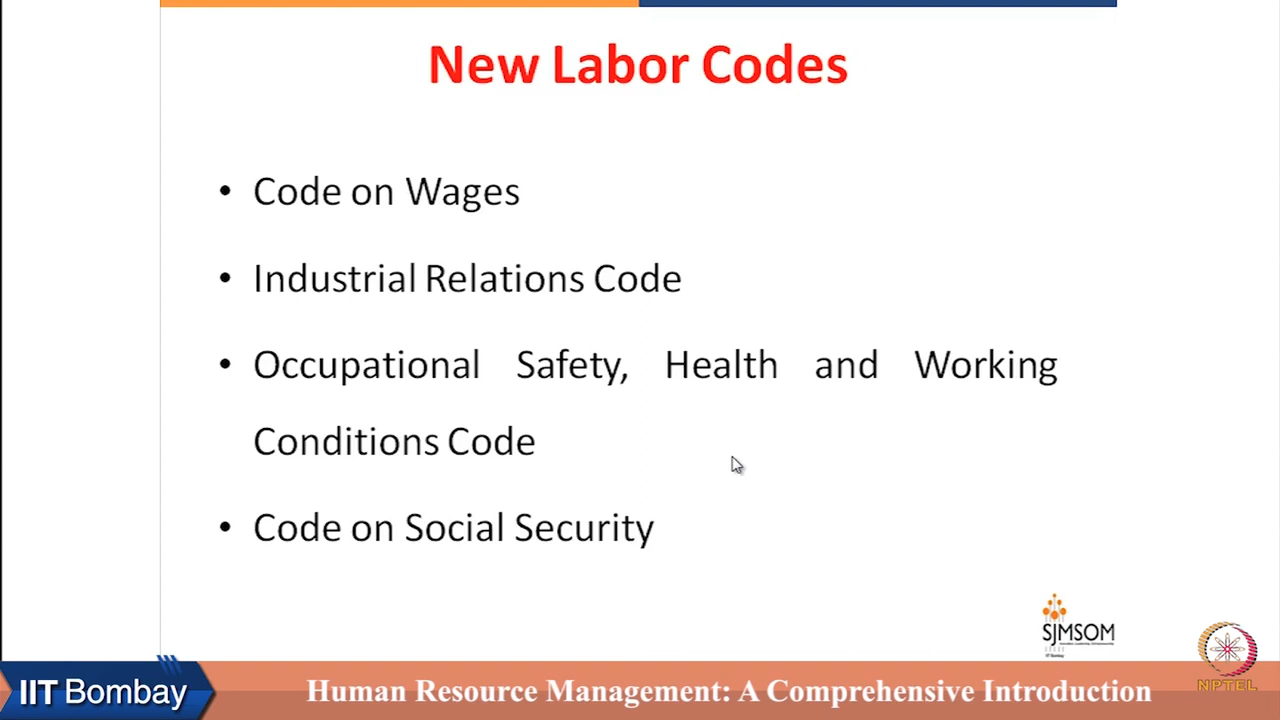 New Labor Codes
• Code on Wages
• Industrial Relations Code
• Occupational Safety, Health and Working
Conditions Code
• Code on Social Security
SJMSOM
IIT Bombay
NPTEL
IIT Bombay
Human Resource Management: A Comprehensive Introduction